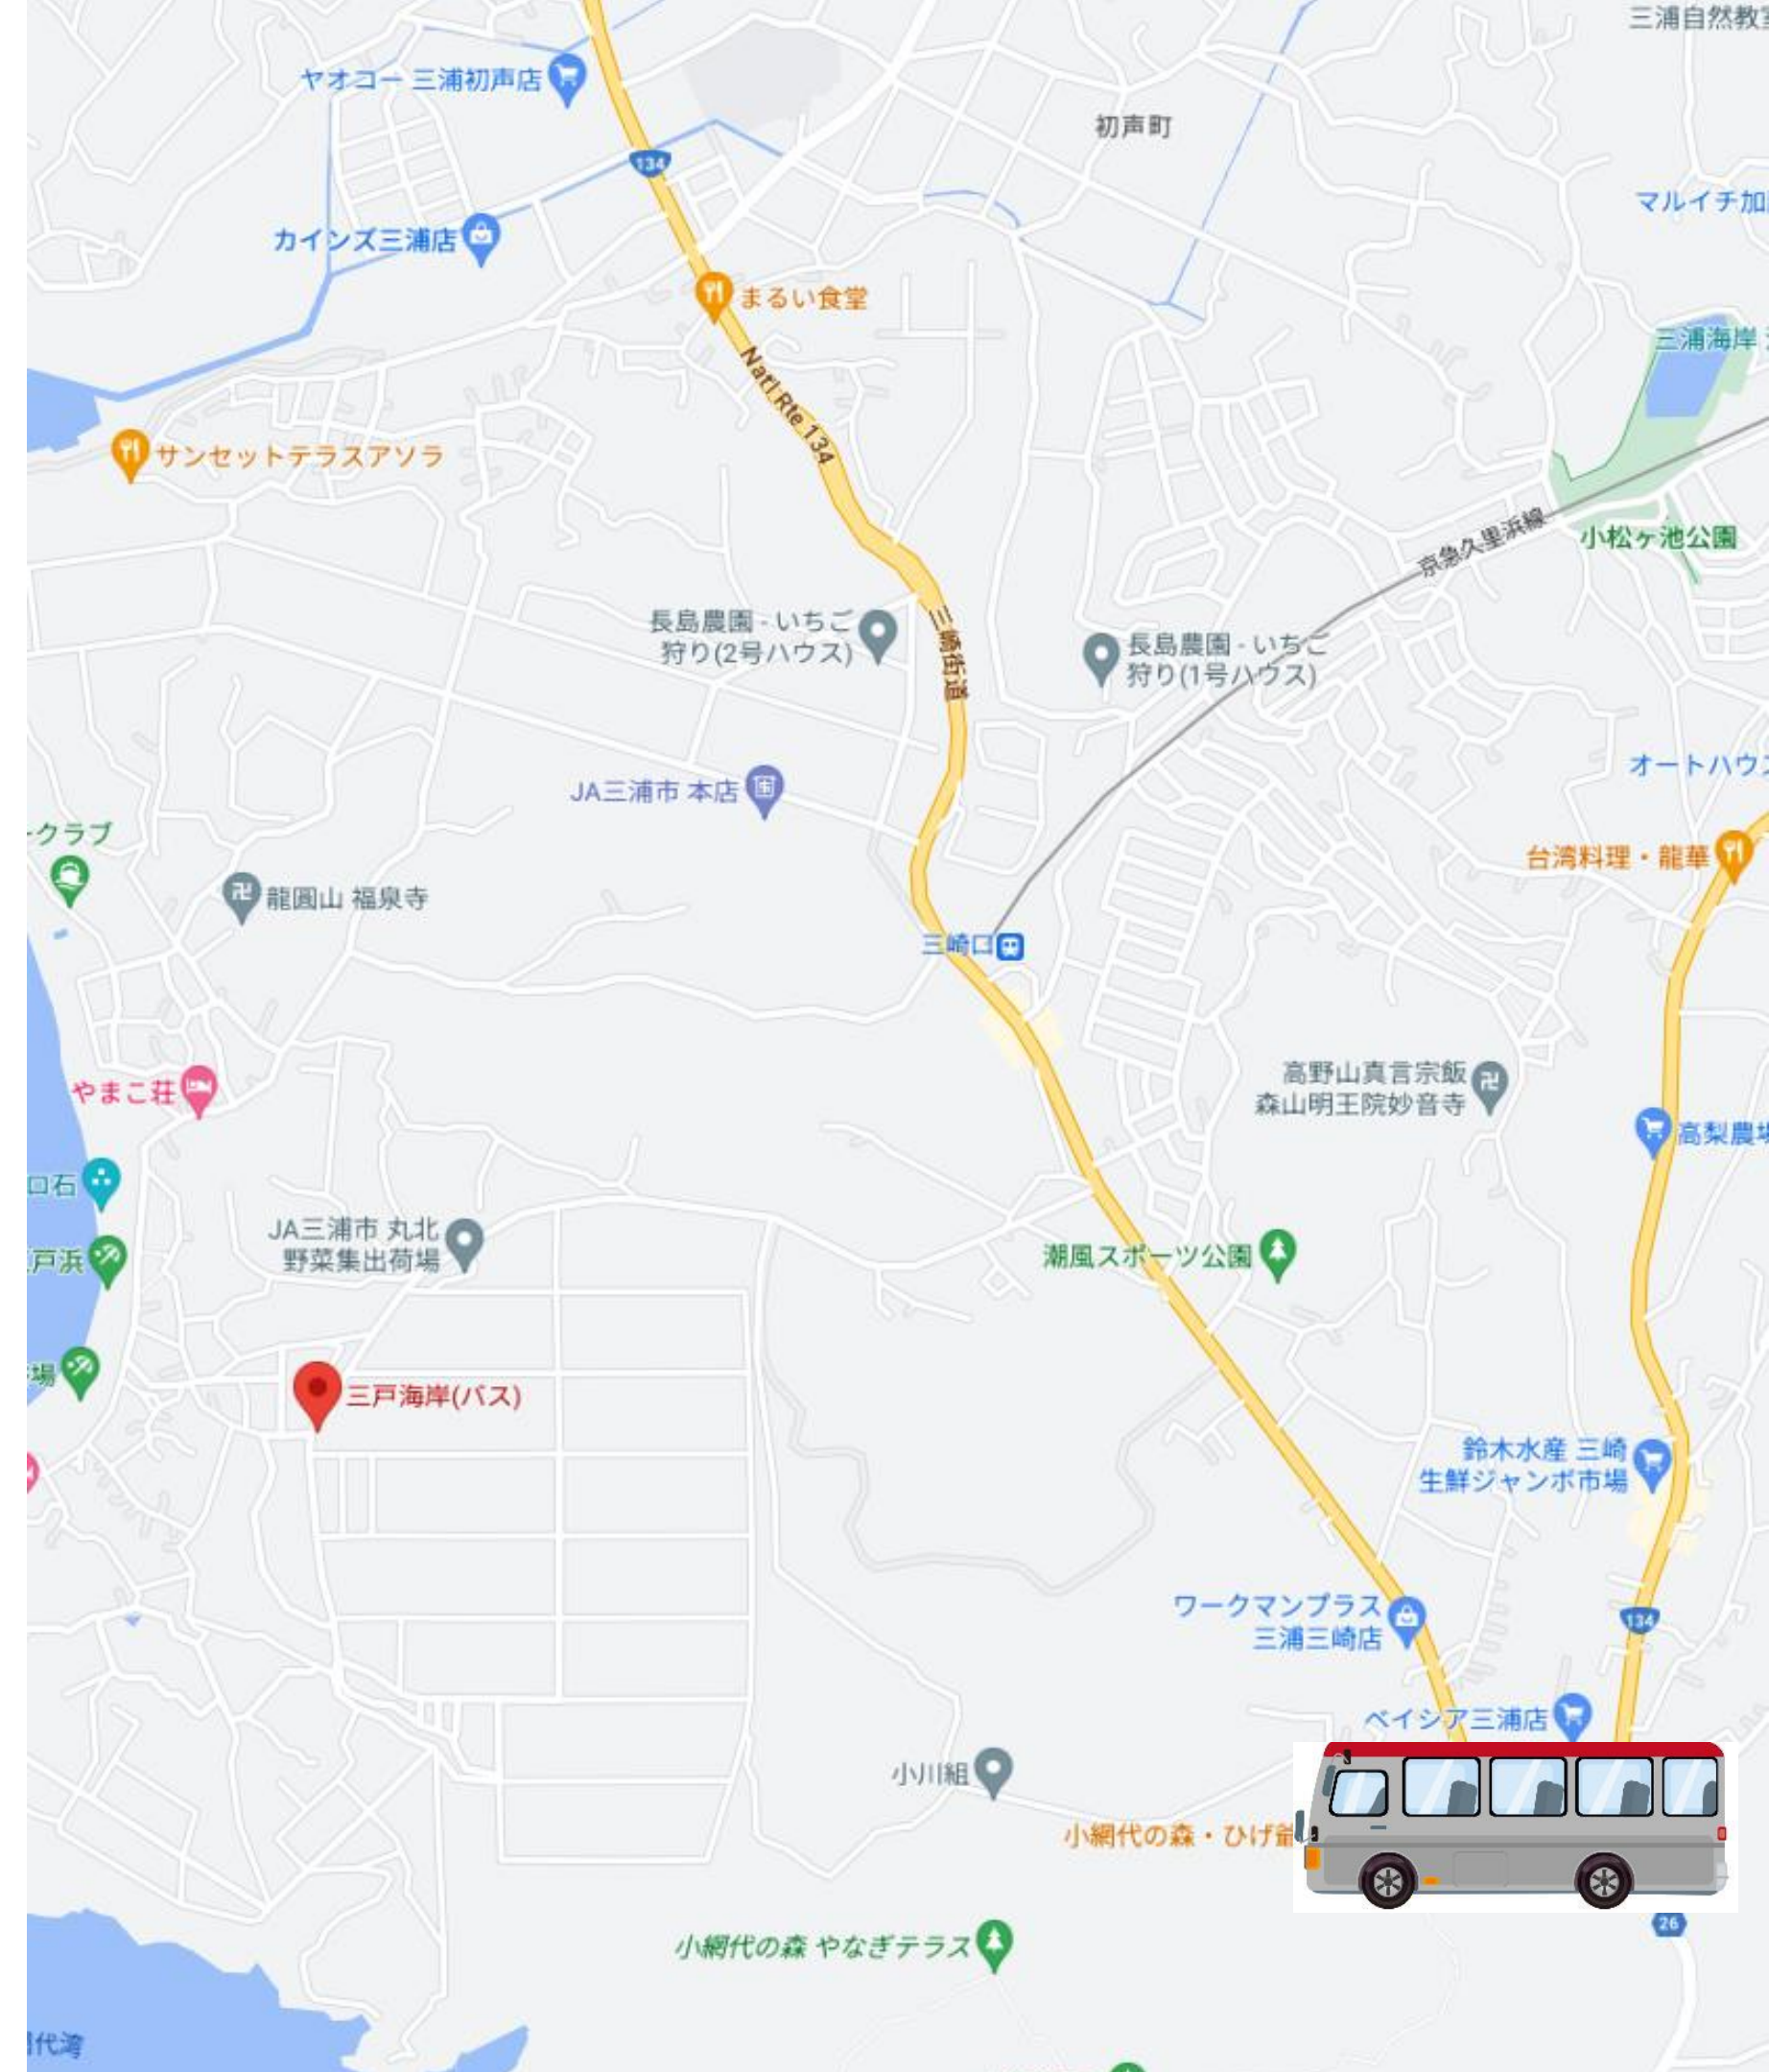 三浦自然教室
ヤオコー 三浦初声店
初声町
134
マルイチ加
カインズ三浦店
まるい食堂
三浦海岸
Natl Rte 134
サンセットテラスアソラ
京急久里浜線
小松ヶ池公園
長島農園 - いちご
狩り(2号ハウス)
三崎街道
長島農園 - いちご
狩り(1号ハウス)
オートハウス
JA三浦市 本店
ークラブ
台湾料理・龍華
龍圓山 福泉寺
三崎口
高野山真言宗飯
森山明王院妙音寺
やまこ荘
高梨農場
口石
JA三浦市 丸北
野菜集出荷場
戸浜
潮風スポーツ公園
場
三戸海岸(バス)
鈴木水産 三崎
生鮮ジャンボ市場
ワークマンプラス
三浦三崎店
134
ベイシア三浦店
小川組
小網代の森・ひげ爺
26
小網代の森 やなぎテラス
代湾